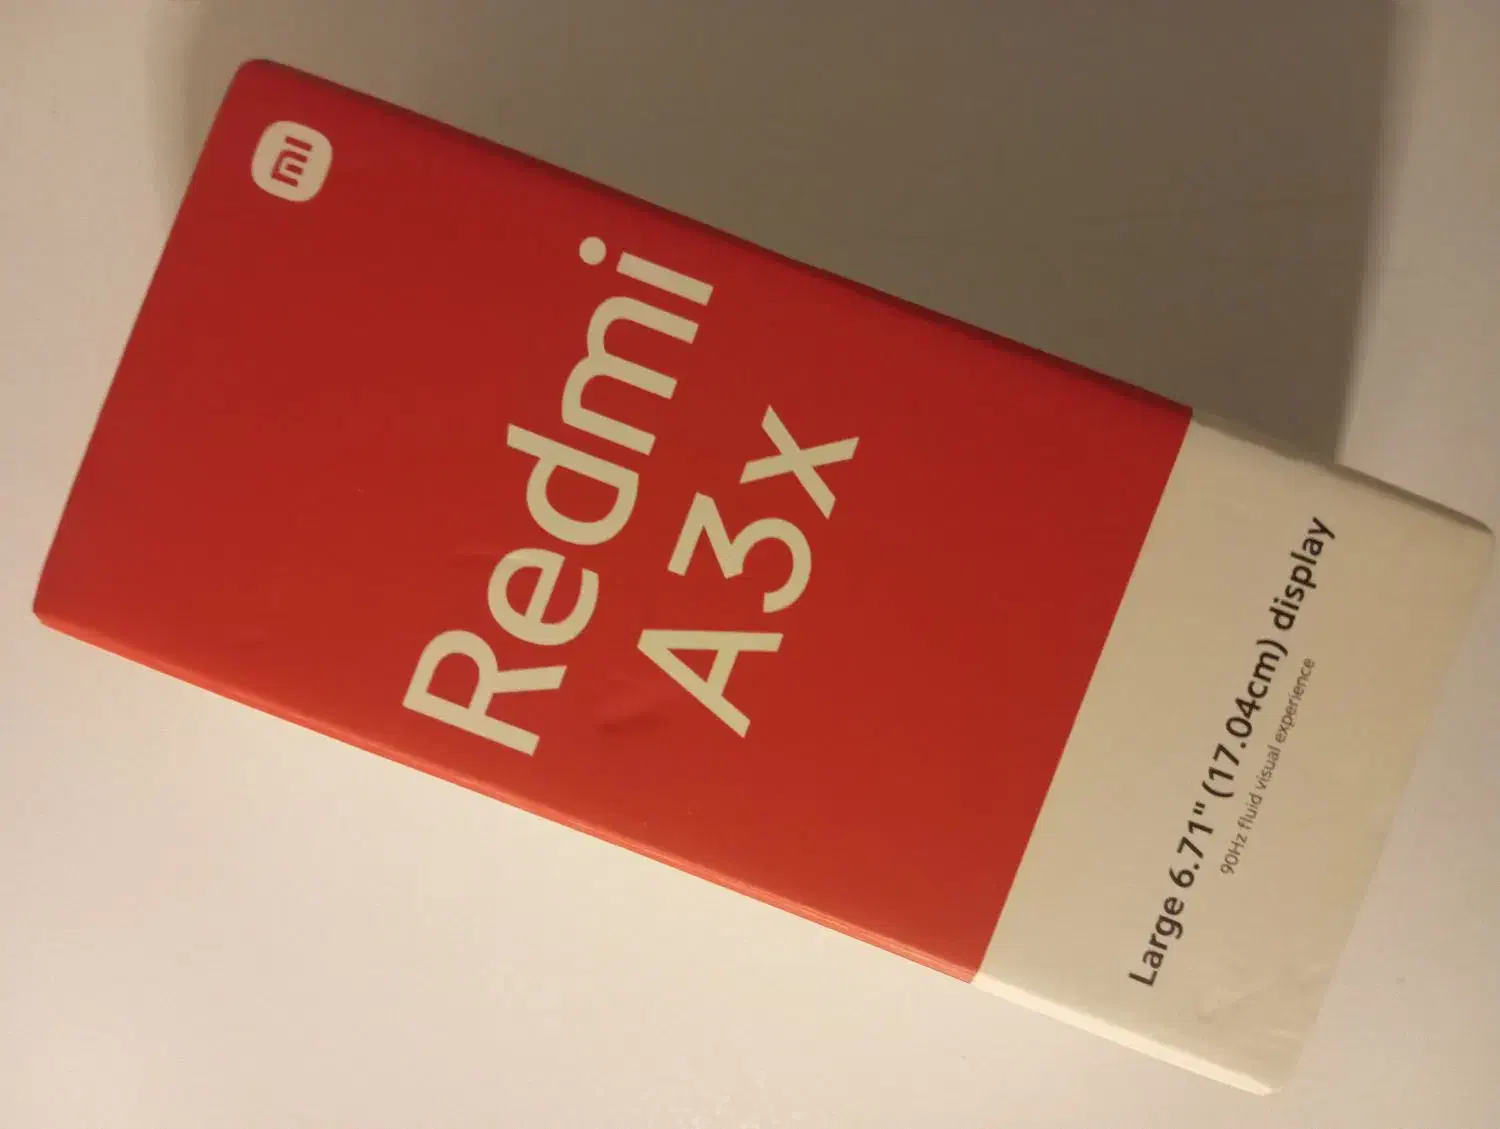 mi
Redmi
A3x
Large 6.71" (17.04cm) display
90Hz fluid visual experience